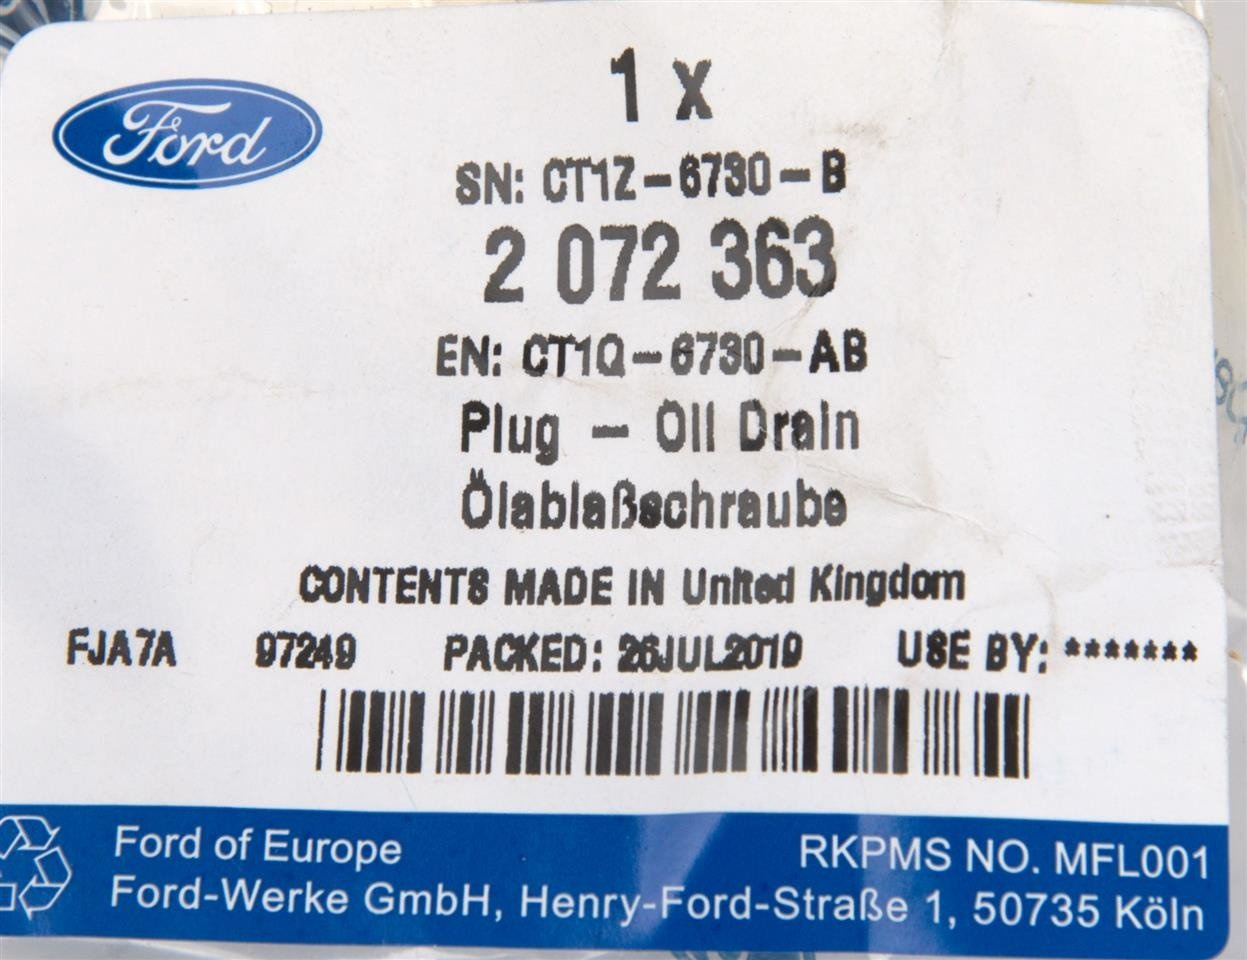 Ford
1 x
SN: CT1Z-6730-B
2 072 363
EN: CT1Q-6730-AB
Plug - Oil Drain
Ölablaßschraube
CONTENTS MADE IN United Kingdom
FJA7A 97249 PACKED: 26JUL2019 USE BY: *******
Ford of Europe RKPMS NO. MFL001
Ford-Werke GmbH, Henry-Ford-Straße 1, 50735 Köln